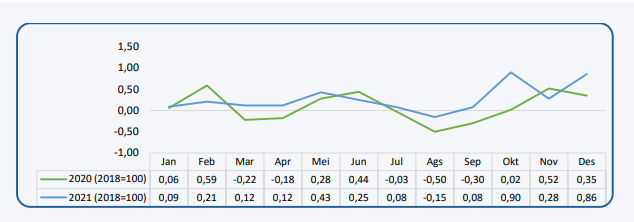 1,50
1,00
0,50
0,00
-0,50
-1,00
Jan Feb Mar Apr Mei Jun Jul Ags Sep Okt Nov Des
2020 (2018=100) 0,06 0,59 -0,22 -0,18 0,28 0,44 -0,03 -0,50 -0,30 0,02 0,52 0,35
2021 (2018=100) 0,09 0,21 0,12 0,12 0,43 0,25 0,08 -0,15 0,08 0,90 0,28 0,86